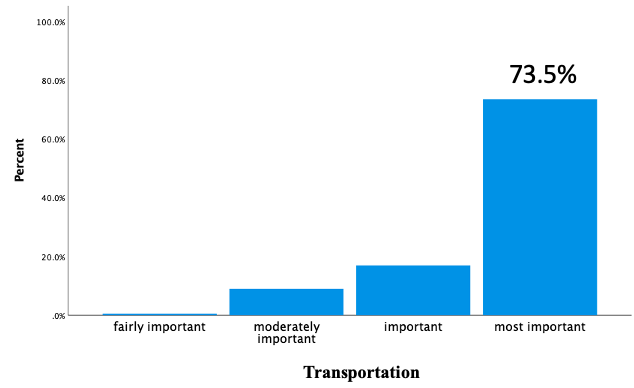 100.0%
73.5%
80.0%
60.0%
Percent
40.0%
20.0%
.0%
fairly important
moderately
important
important
most important
Transportation